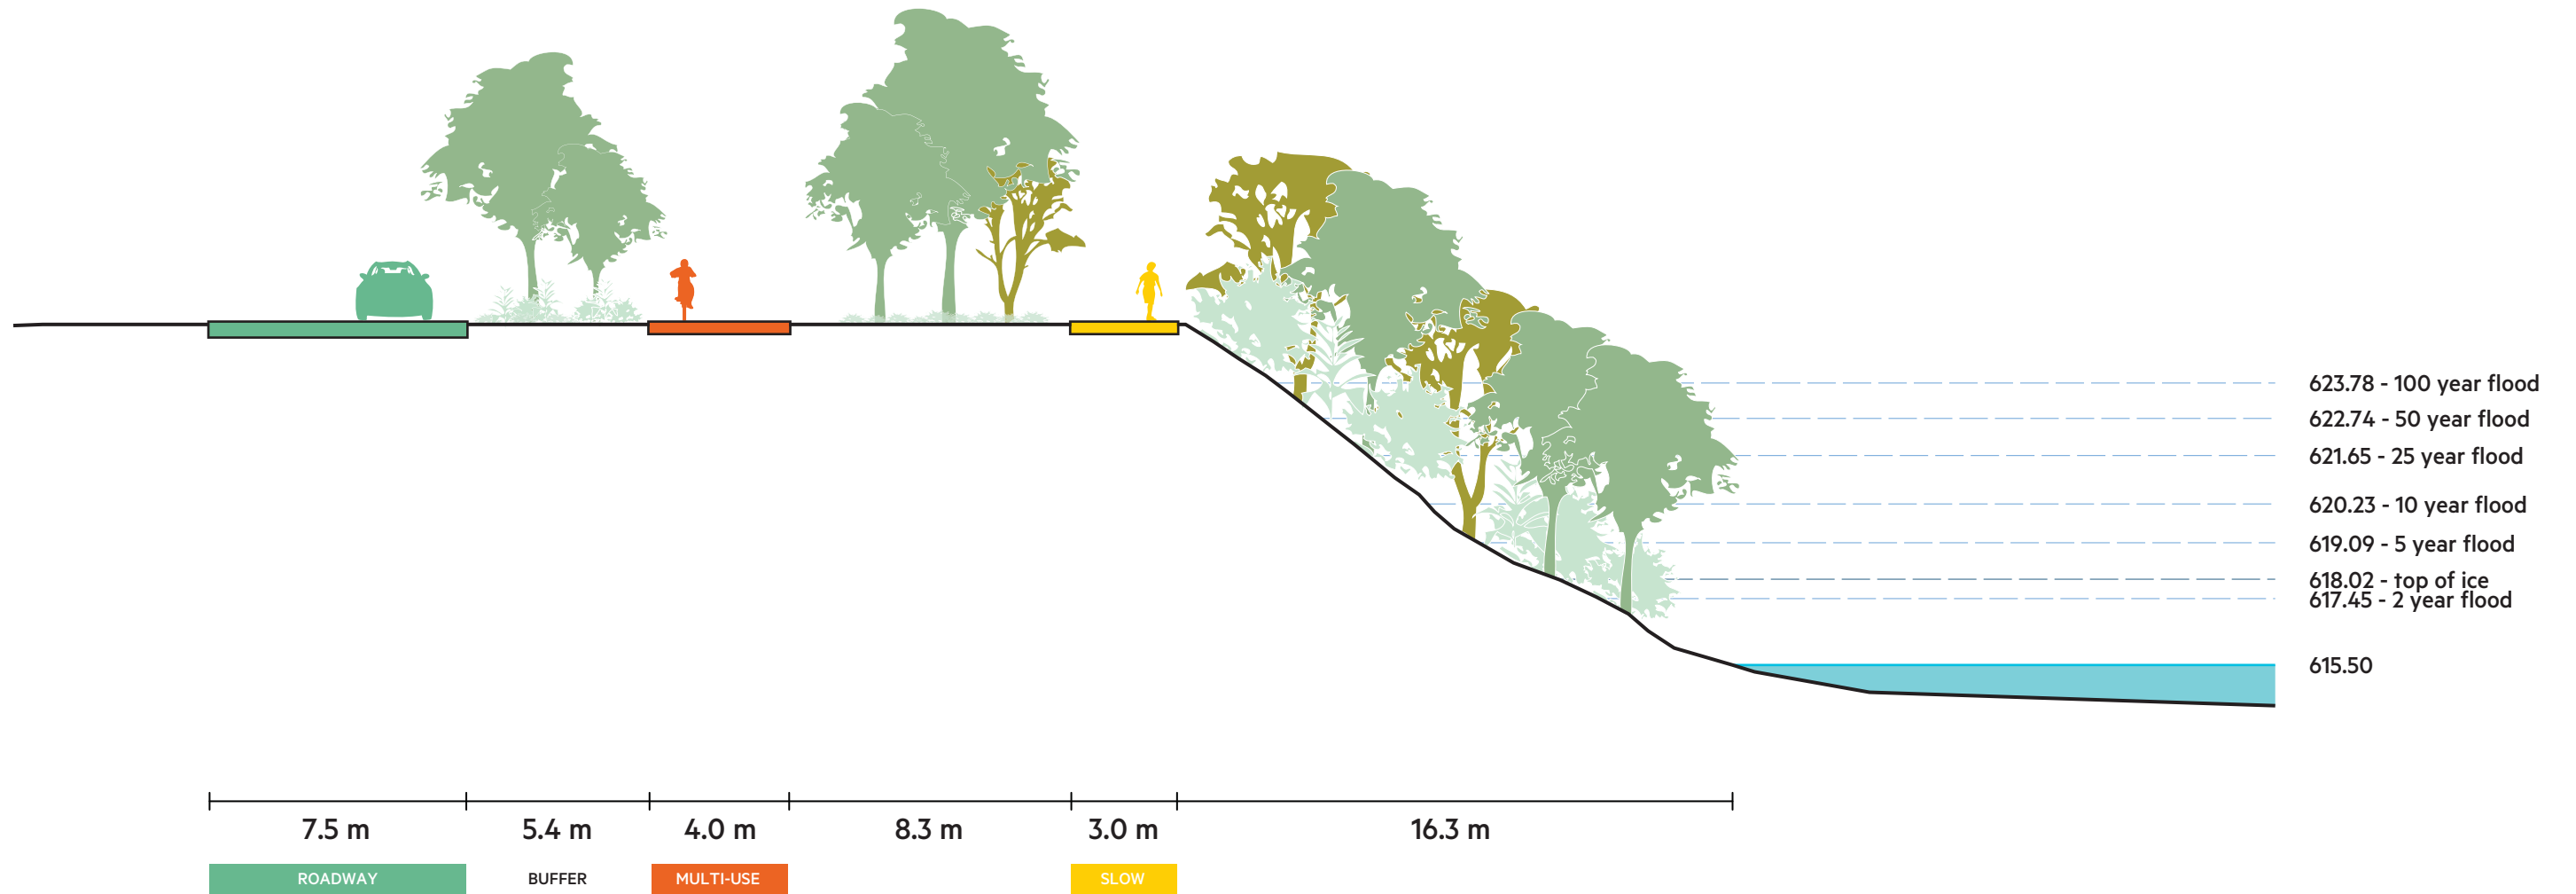 623.78 - 100 year flood
622.74 - 50 year flood
621.65 - 25 year flood
620.23 - 10 year flood
619.09 - 5 year flood
618.02 - top of ice
617.45 - 2 year flood
615.50
7.5 m
5.4 m
4.0 m
8.3 m
3.0 m
16.3 m
ROADWAY
BUFFER
MULTI-USE
SLOW